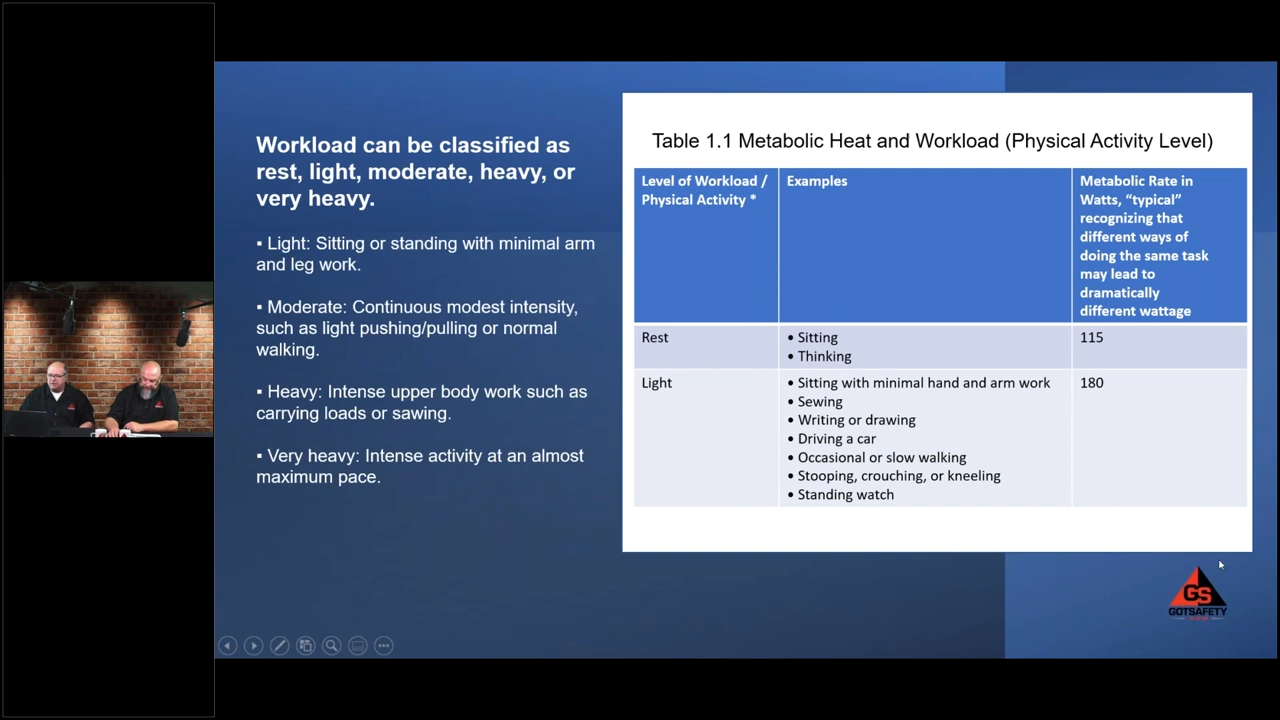 Workload can be classified as
rest, light, moderate, heavy, or
very heavy.
▪ Light: Sitting or standing with minimal arm
and leg work.
▪ Moderate: Continuous modest intensity,
such as light pushing/pulling or normal
walking.
▪ Heavy: Intense upper body work such as
carrying loads or sawing.
▪ Very heavy: Intense activity at an almost
maximum pace.
Table 1.1 Metabolic Heat and Workload (Physical Activity Level)
Level of Workload /
Physical Activity *
Examples
Metabolic Rate in
Watts, “typical”
recognizing that
different ways of
doing the same task
may lead to
dramatically
different wattage
Rest
• Sitting
• Thinking
115
Light
• Sitting with minimal hand and arm work
• Sewing
• Writing or drawing
• Driving a car
• Occasional or slow walking
• Stooping, crouching, or kneeling
• Standing watch
180
GS
GOTSAFETY